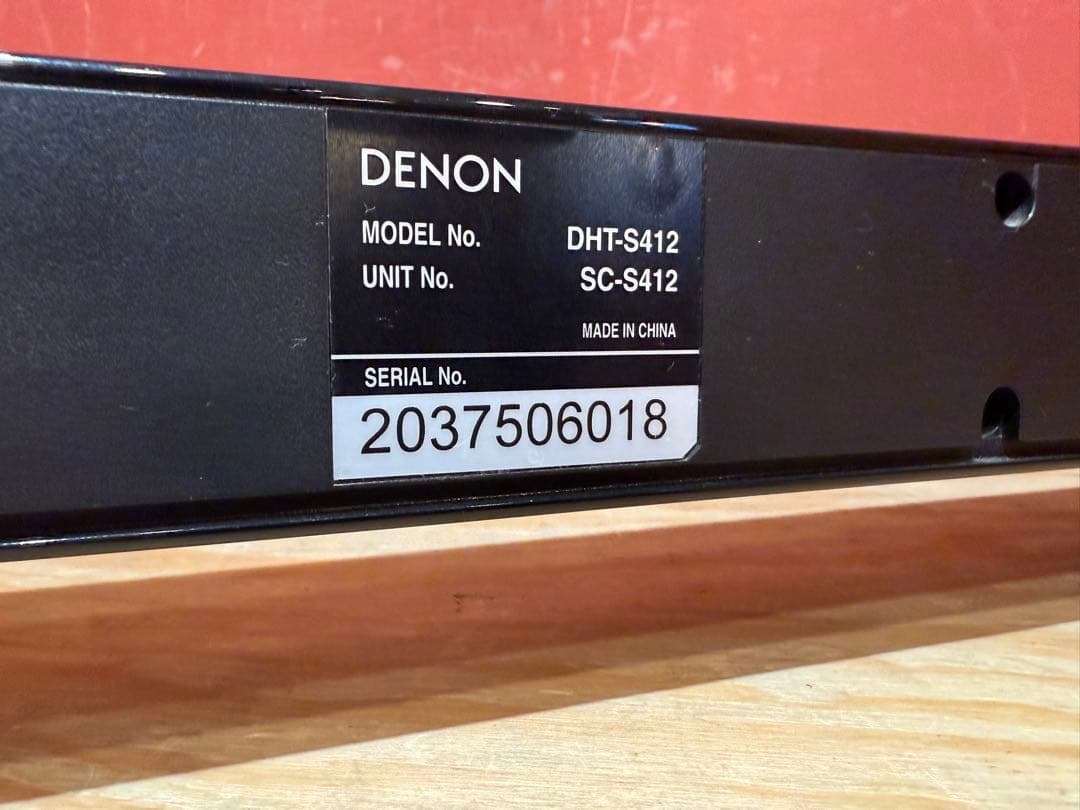 DENON
MODEL No. DHT-S412
UNIT No. SC-S412
MADE IN CHINA
SERIAL No.
2037506018